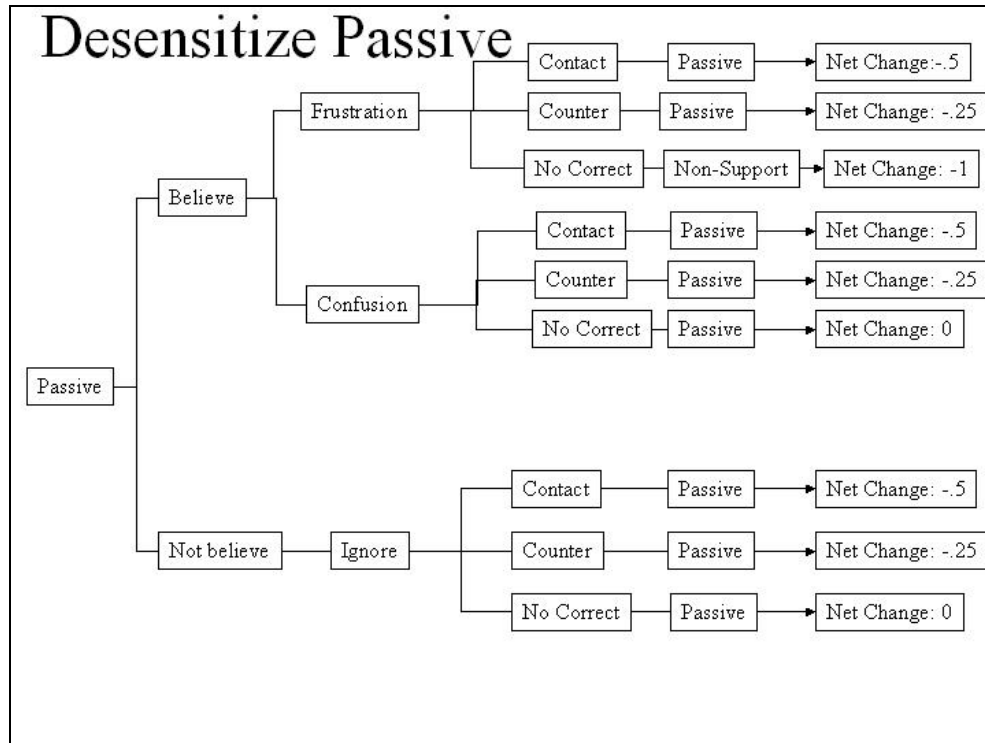 Desensitize Passive
Contact Passive Net Change:-.5
Frustration Counter Passive Net Change: -.25
No Correct Non-Support Net Change: -1
Believe
Contact Passive Net Change: -.5
Counter Passive Net Change: -.25
Confusion
No Correct Passive Net Change: 0
Passive
Contact Passive Net Change: -.5
Not believe Ignore Counter Passive Net Change: -.25
No Correct Passive Net Change: 0